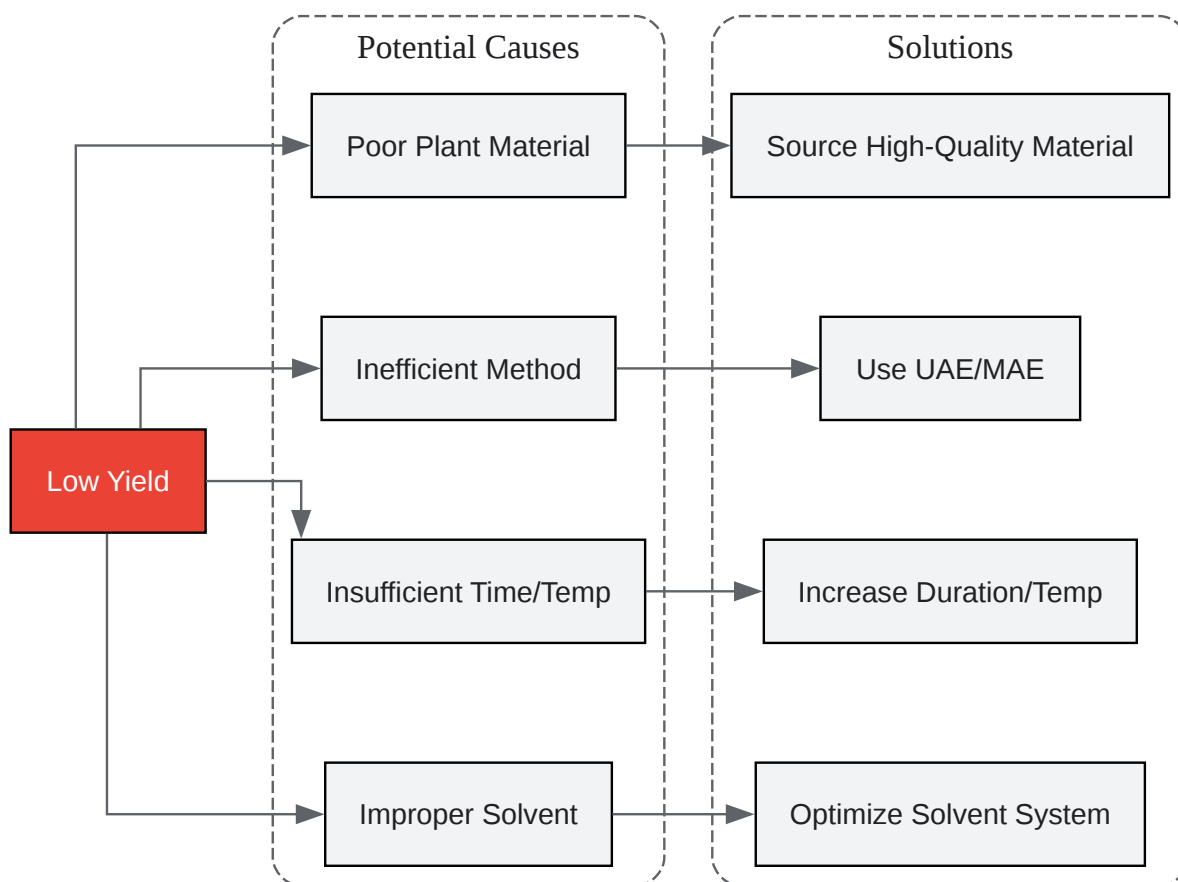 Potential Causes
Solutions
Poor Plant Material
Source High-Quality Material
Inefficient Method
Use UAE/MAE
Low Yield
Insufficient Time/Temp
Increase Duration/Temp
Improper Solvent
Optimize Solvent System